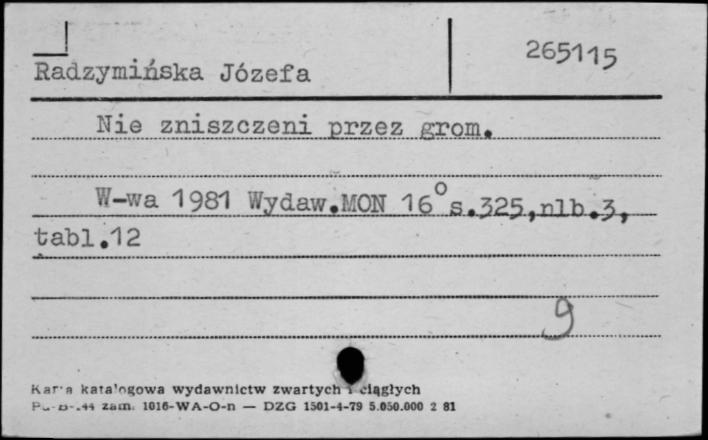 265115
Radzymińska Józefa
Nie zniszczeni przez grom.
W-wa 1981 Wydaw.MON 16° s.325,nlb.3,
tabl.12
9
Karta katalogowa wydawnictw zwartych i ciągłych
zam. 1016-WA-O-n — DZG 1501-4-79 5.050.000 2 81